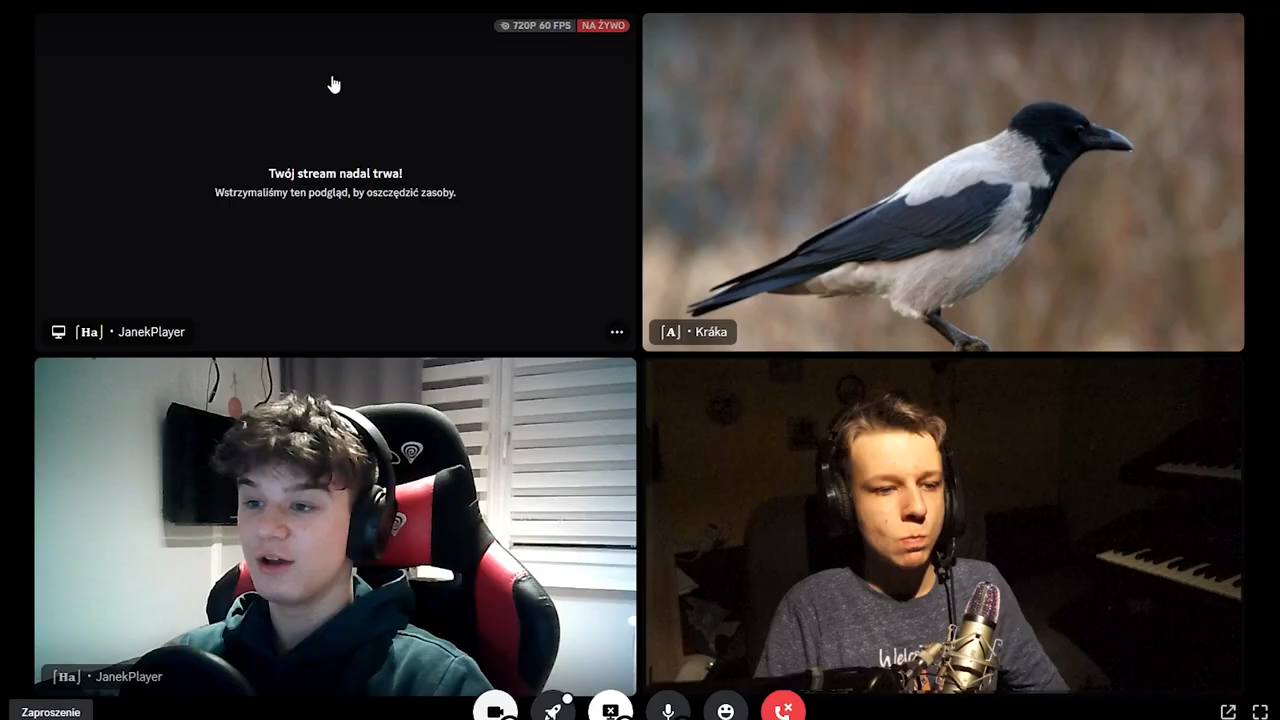 720P 60 FPS NA ŻYWO
Twój stream nadal trwa!
Wstrzymaliśmy ten podgląd, by oszczędzić zasoby.
⌈Ha⌋ • JanekPlayer
⌈A⌋ • Kráka
⌈Ha⌋ • JanekPlayer
Zaproszenie